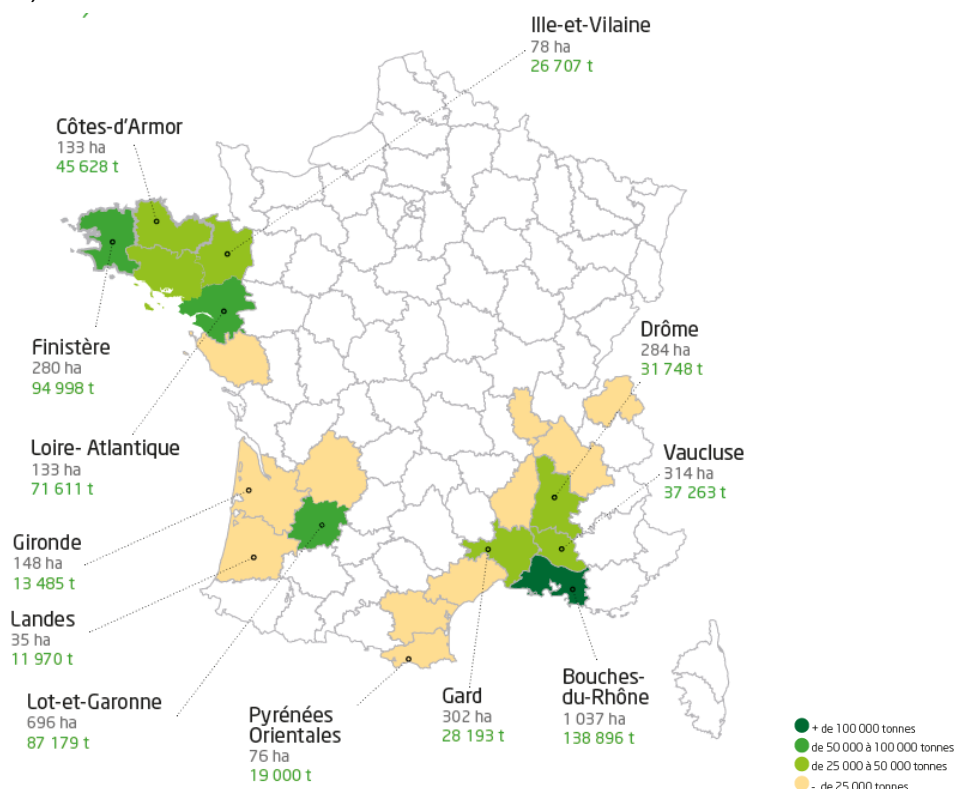 Ille-et-Vilaine
78 ha
26 707 t
Côtes-d'Armor
133 ha
45 628 t
Finistère
280 ha
94 998 t
Loire- Atlantique
133 ha
71 611 t
Gironde
148 ha
13 485 t
Landes
35 ha
11 970 t
Lot-et-Garonne
696 ha
87 179 t
Pyrénées
Orientales
76 ha
19 000 t
Gard
302 ha
28 193 t
Bouches-
du-Rhône
1 037 ha
138 896 t
Drôme
284 ha
31 748 t
Vaucluse
314 ha
37 263 t
+ de 100 000 tonnes
de 50 000 à 100 000 tonnes
de 25 000 à 50 000 tonnes
- de 25 000 tonnes